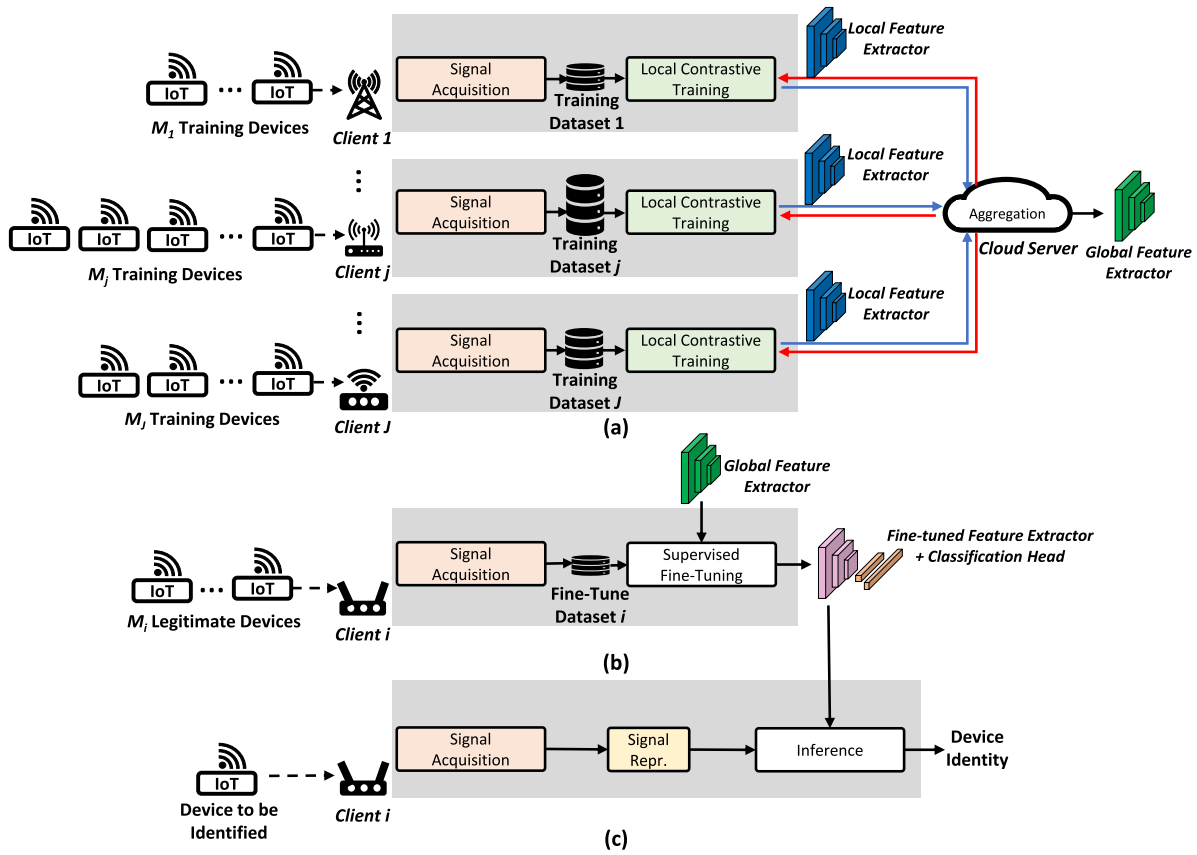 Local Feature
Extractor
Signal
Acquisition
Training
Dataset 1
Local Contrastive
Training
IoT
...
IoT
M1 Training Devices
Client 1
...
Local Feature
Extractor
Signal
Acquisition
Training
Dataset j
Local Contrastive
Training
Aggregation
Cloud Server
Global Feature
Extractor
IoT
IoT
IoT
...
IoT
Mj Training Devices
Client j
...
Local Feature
Extractor
Signal
Acquisition
Training
Dataset J
Local Contrastive
Training
IoT
IoT
...
IoT
MJ Training Devices
Client J
(a)
Global Feature
Extractor
Signal
Acquisition
Fine-Tune
Dataset i
Supervised
Fine-Tuning
Fine-tuned Feature Extractor
+ Classification Head
IoT
...
IoT
Mi Legitimate Devices
Client i
(b)
Signal
Acquisition
Signal
Repr.
Inference
Device
Identity
IoT
Device to be
Identified
Client i
(c)